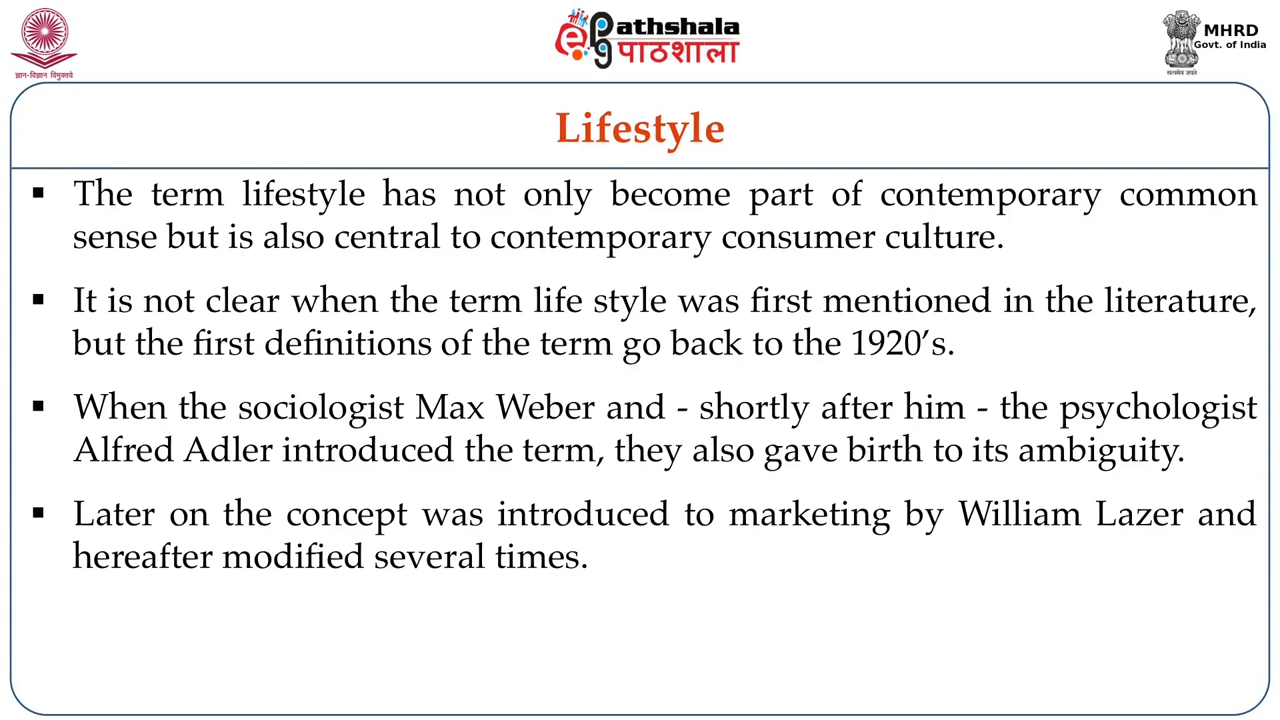 ज्ञान-विज्ञान विमुक्तये
ePG Pathshala
पाठशाला
MHRD
Govt. of India
सत्यमेव जयते
Lifestyle
▪ The term lifestyle has not only become part of contemporary common
sense but is also central to contemporary consumer culture.
▪ It is not clear when the term life style was first mentioned in the literature,
but the first definitions of the term go back to the 1920’s.
▪ When the sociologist Max Weber and - shortly after him - the psychologist
Alfred Adler introduced the term, they also gave birth to its ambiguity.
▪ Later on the concept was introduced to marketing by William Lazer and
hereafter modified several times.